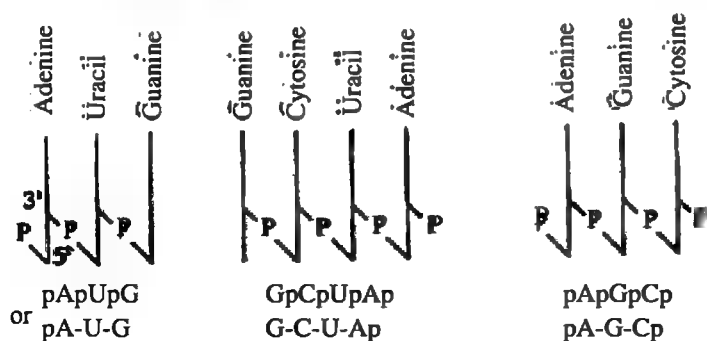 Adenine
Uracil
Guanine
3'
P
P
P
5'
pApUpG
or
pA-U-G
Guanine
Cytosine
Uracil
Adenine
P
P
P
P
GpCpUpAp
G-C-U-Ap
Adenine
Guanine
Cytosine
P
P
P
pApGpCp
pA-G-Cp